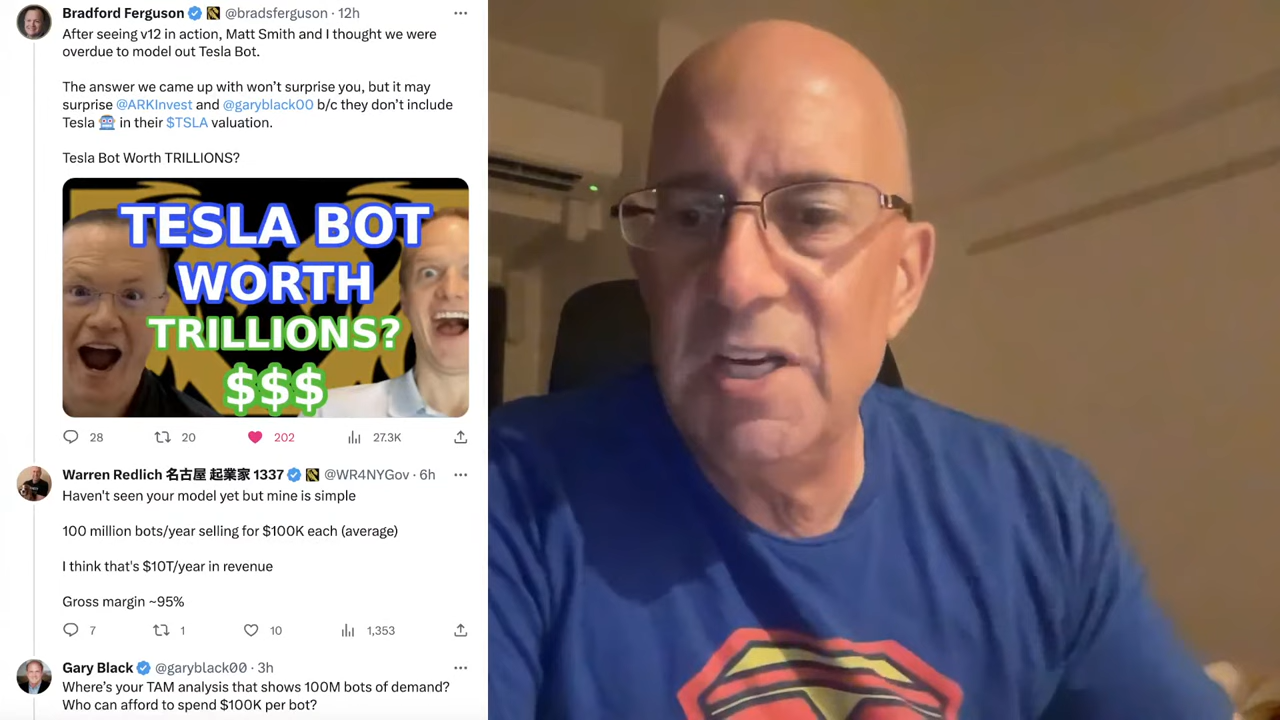 Bradford Ferguson @bradsferguson · 12h
After seeing v12 in action, Matt Smith and I thought we were
overdue to model out Tesla Bot.
The answer we came up with won't surprise you, but it may
surprise @ARKInvest and @garyblack00 b/c they don't include
Tesla 🤖 in their $TSLA valuation.
Tesla Bot Worth TRILLIONS?
TESLA BOT
WORTH
TRILLIONS?
$$$
28 20 202 27.3K
Warren Redlich 名古屋 起業家 1337 @WR4NYGov · 6h
Haven't seen your model yet but mine is simple
100 million bots/year selling for $100K each (average)
I think that's $10T/year in revenue
Gross margin ~95%
7 1 10 1,353
Gary Black @garyblack00 · 3h
Where's your TAM analysis that shows 100M bots of demand?
Who can afford to spend $100K per bot?